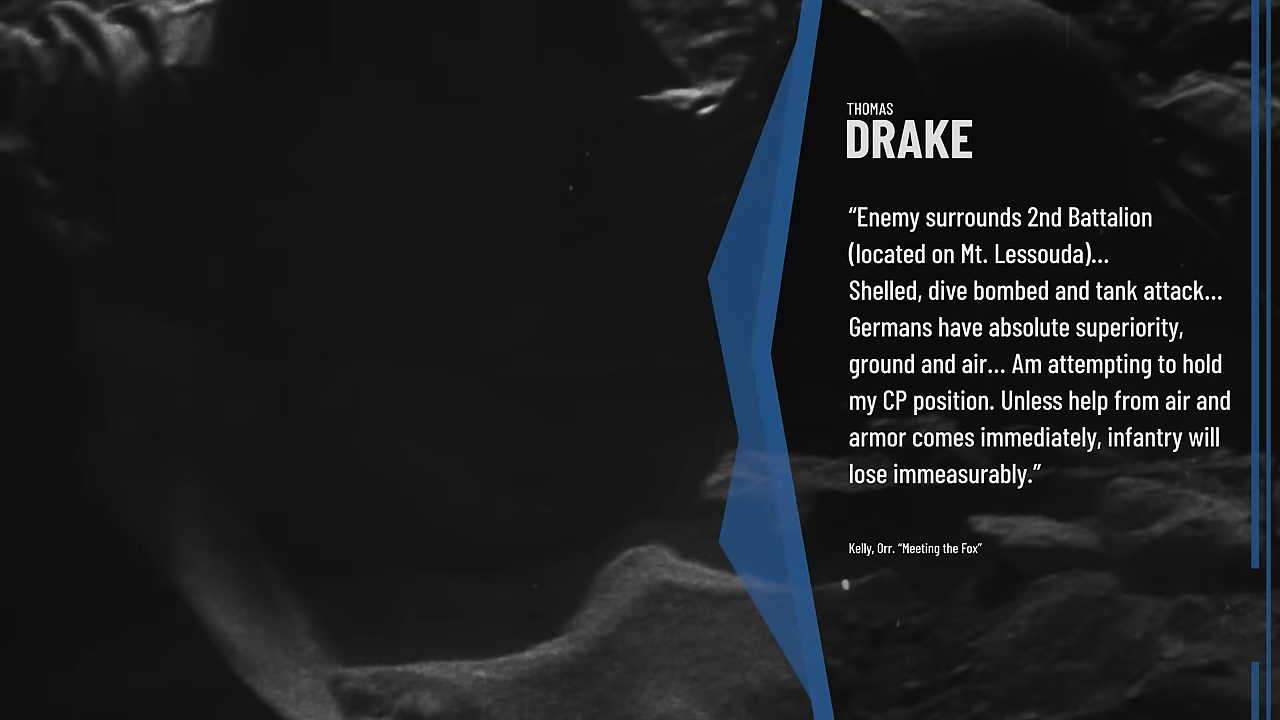 THOMAS
DRAKE
“Enemy surrounds 2nd Battalion
(located on Mt. Lessouda)...
Shelled, dive bombed and tank attack...
Germans have absolute superiority,
ground and air... Am attempting to hold
my CP position. Unless help from air and
armor comes immediately, infantry will
lose immeasurably.”
Kelly, Orr. “Meeting the Fox”